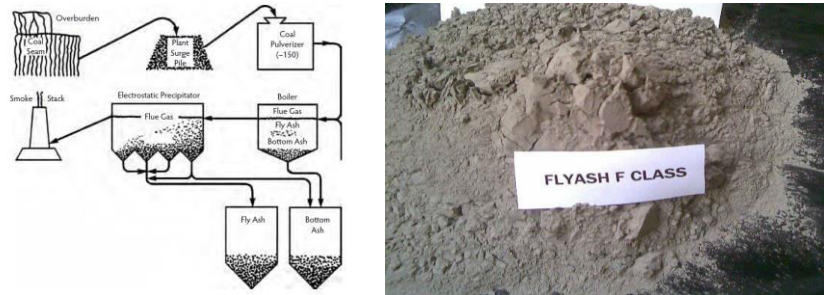 Overburden
Coal
Seam
Plant
Surge
Pile
Coal
Pulverizer
(~150)
Electrostatic Precipitator
Boiler
Smoke
Stack
Flue Gas
Flue Gas
Fly Ash
Bottom Ash
Fly Ash
Bottom
Ash
FLYASH F CLASS